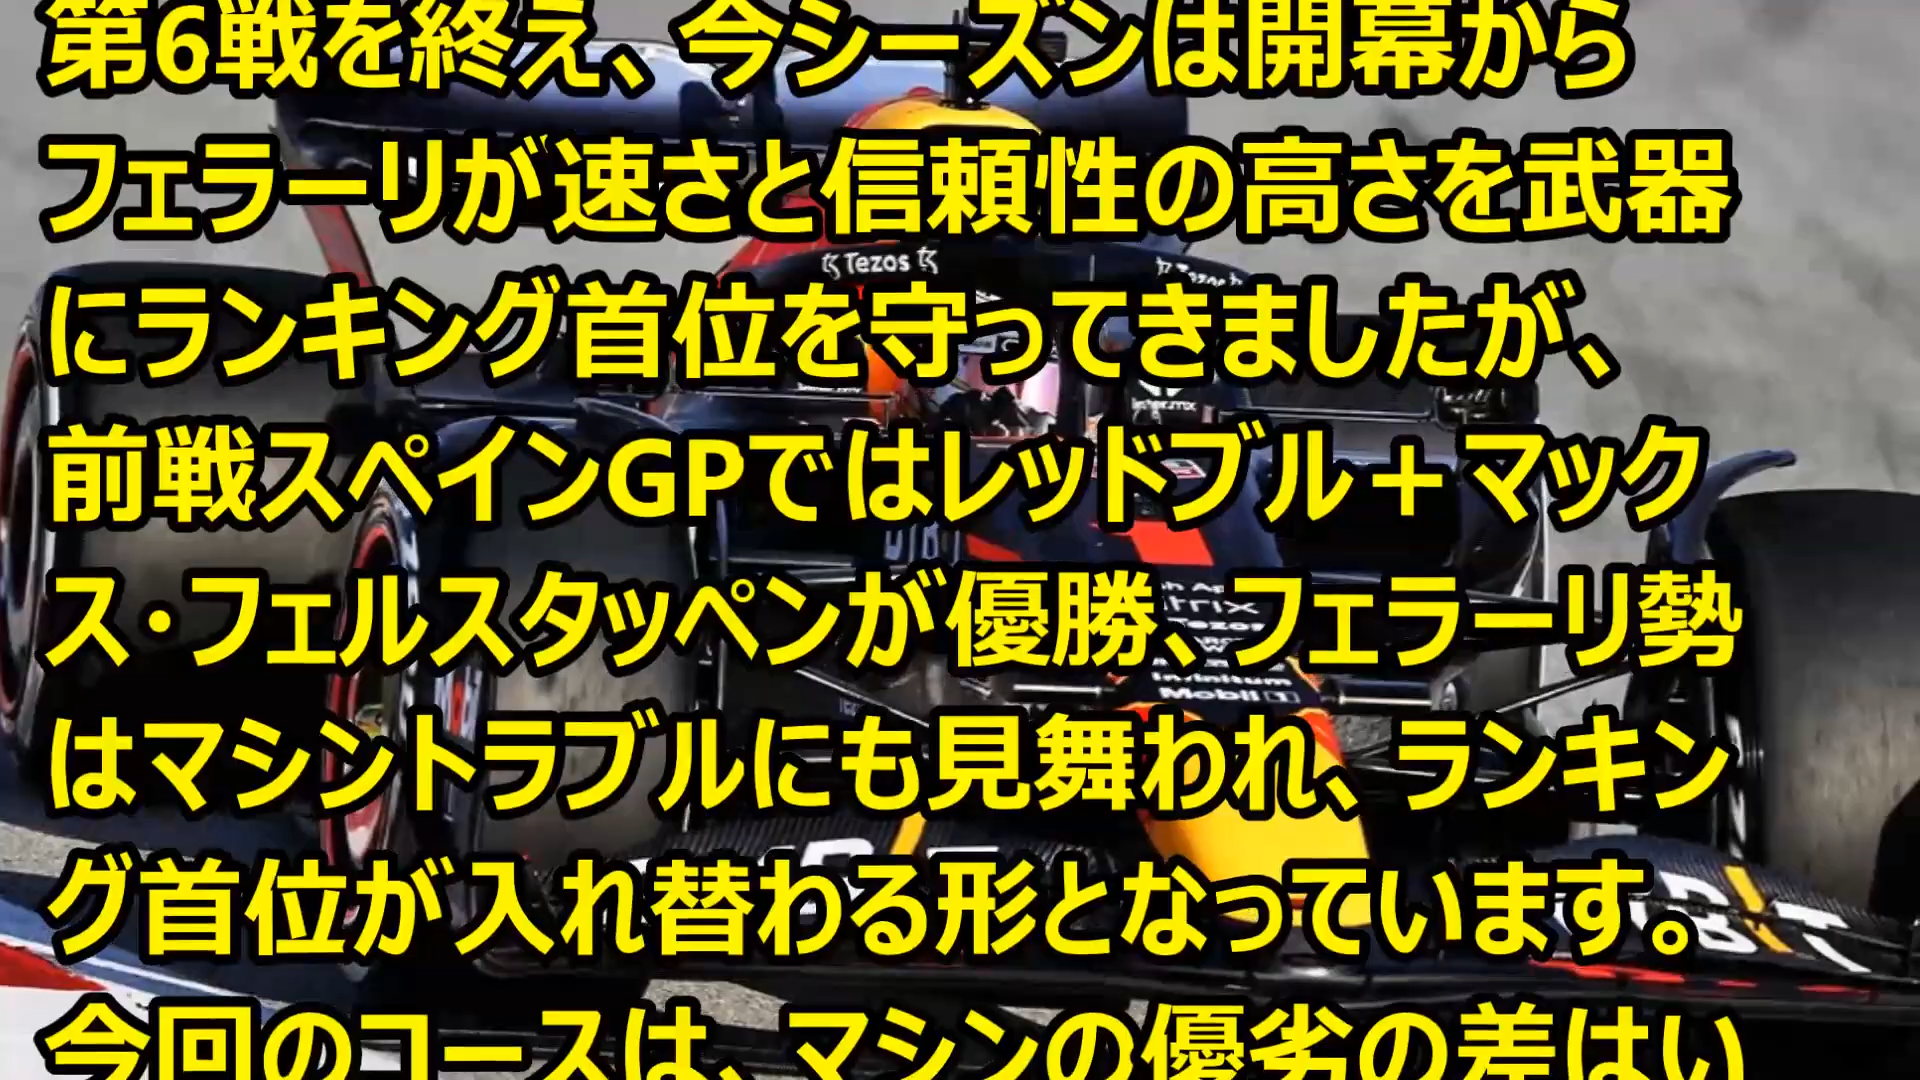 第6戦を終え、今シーズンは開幕から
フェラーリが速さと信頼性の高さを武器
にランキング首位を守ってきましたが、
前戦スペインGPではレッドブル＋マック
ス・フェルスタッペンが優勝、フェラーリ勢
はマシントラブルにも見舞われ、ランキン
グ首位が入れ替わる形となっています。
今回のコースは、マシンの優劣の差はい
Tezos
Tezos
Infinitum
Mobil 1